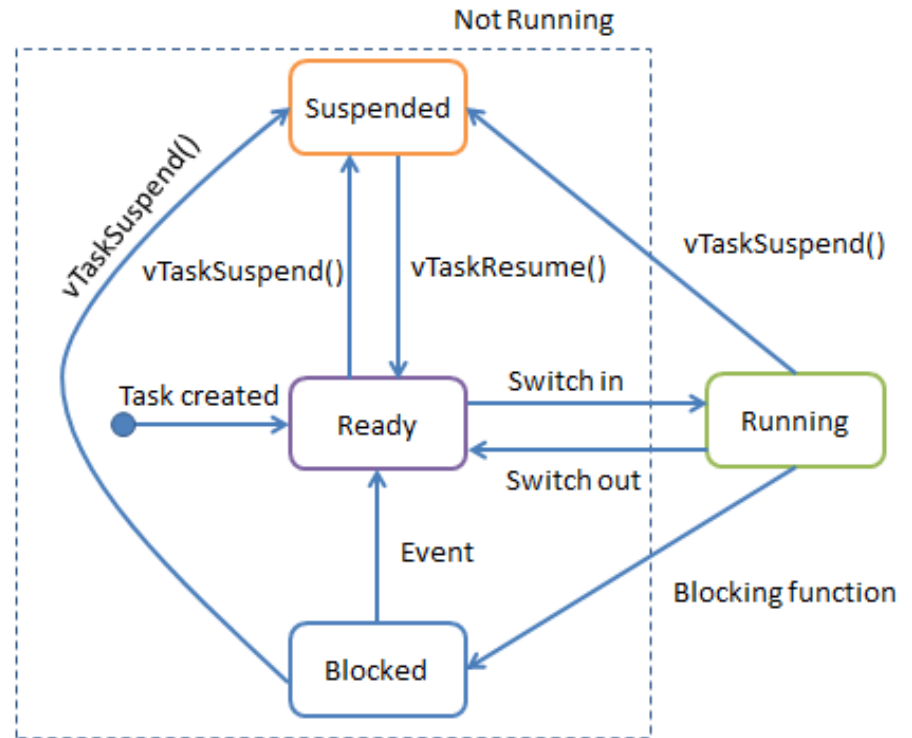 Not Running
Suspended
vTaskSuspend()
vTaskSuspend()
vTaskResume()
vTaskSuspend()
Task created
Ready
Switch in
Running
Switch out
Event
Blocking function
Blocked